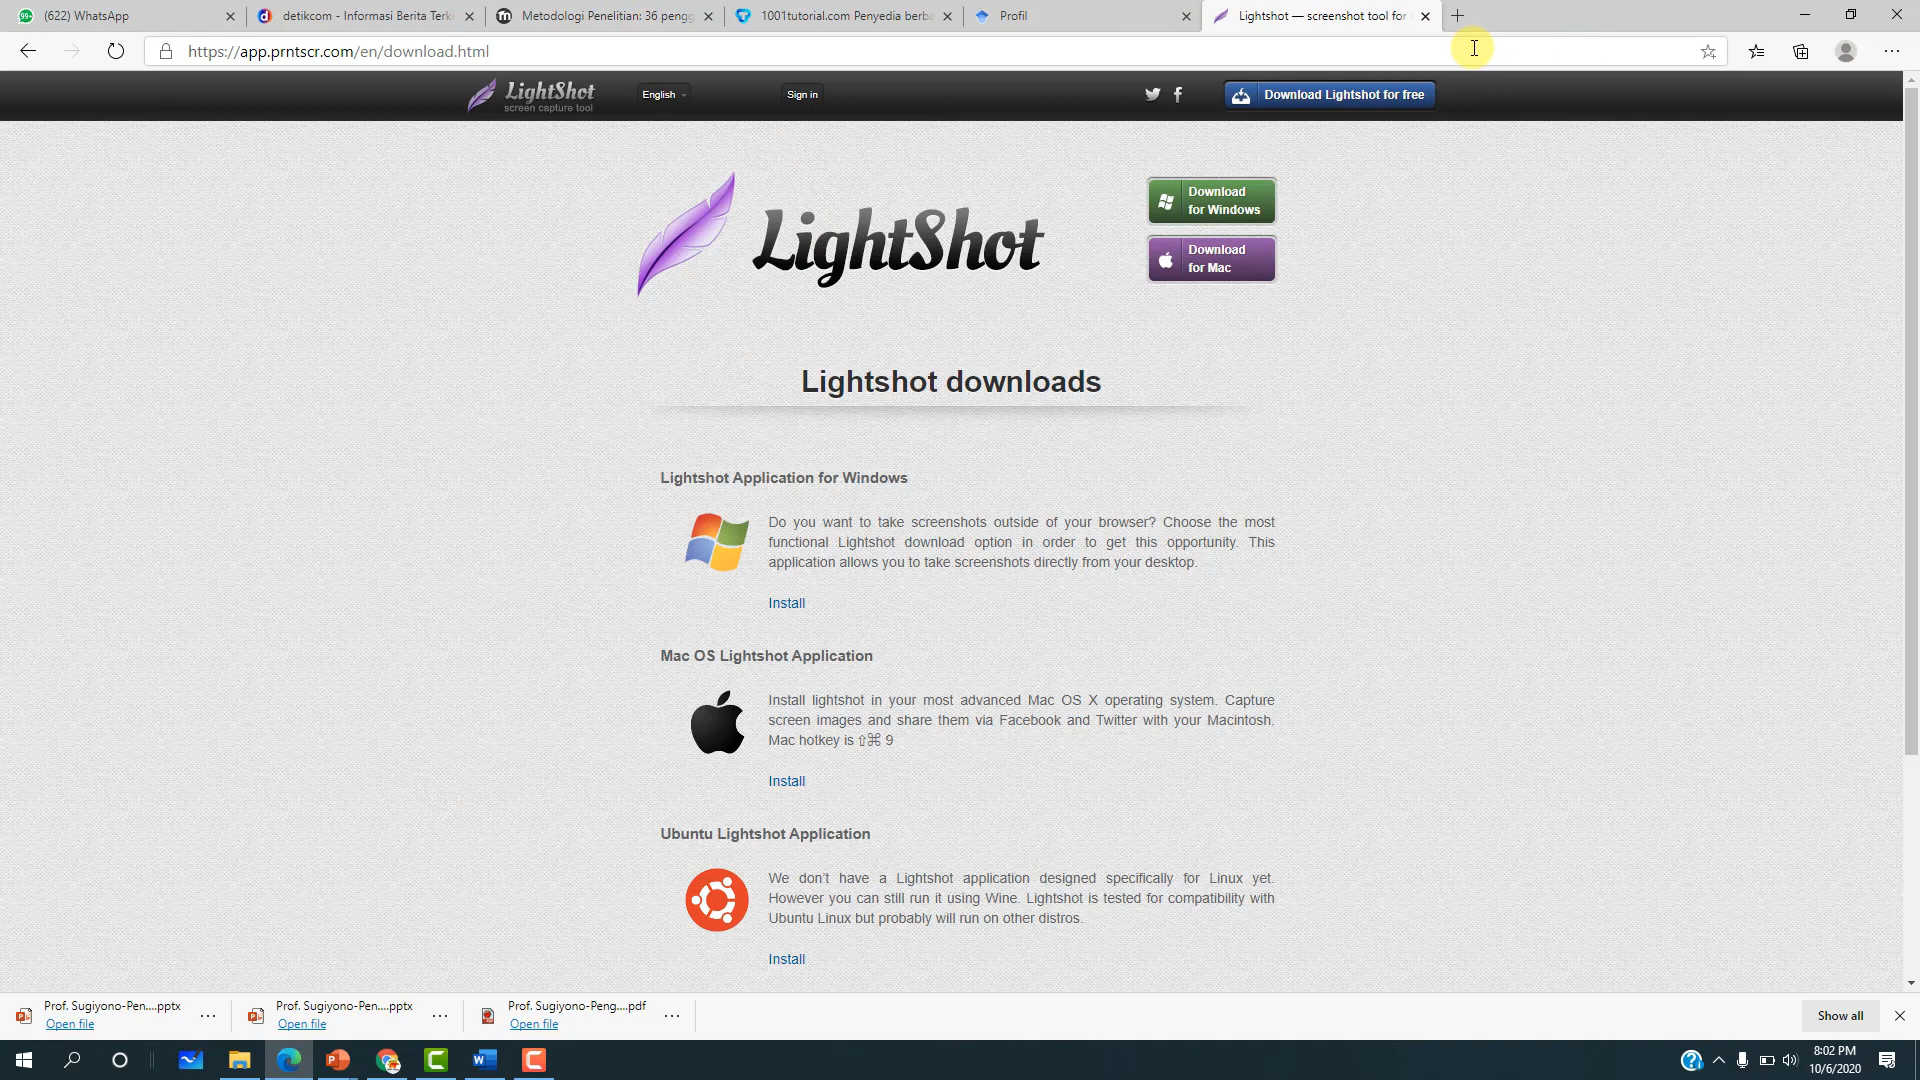 99+
(622) WhatsApp
detikcom - Informasi Berita Terki
Metodologi Penelitian: 36 pengg
1001tutorial.com Penyedia berba
Profil
Lightshot — screenshot tool for
https://app.prntscr.com/en/download.html
LightShot
screen capture tool
English
Sign in
Download Lightshot for free
LightShot
Download
for Windows
Download
for Mac
Lightshot downloads
Lightshot Application for Windows
Do you want to take screenshots outside of your browser? Choose the most
functional Lightshot download option in order to get this opportunity. This
application allows you to take screenshots directly from your desktop.
Install
Mac OS Lightshot Application
Install lightshot in your most advanced Mac OS X operating system. Capture
screen images and share them via Facebook and Twitter with your Macintosh.
Mac hotkey is ⇧⌘ 9
Install
Ubuntu Lightshot Application
We don't have a Lightshot application designed specifically for Linux yet.
However you can still run it using Wine. Lightshot is tested for compatibility with
Ubuntu Linux but probably will run on other distros.
Install
Prof. Sugiyono-Pen....pptx
Open file
Prof. Sugiyono-Pen....pptx
Open file
Prof. Sugiyono-Peng....pdf
Open file
Show all
8:02 PM
10/6/2020